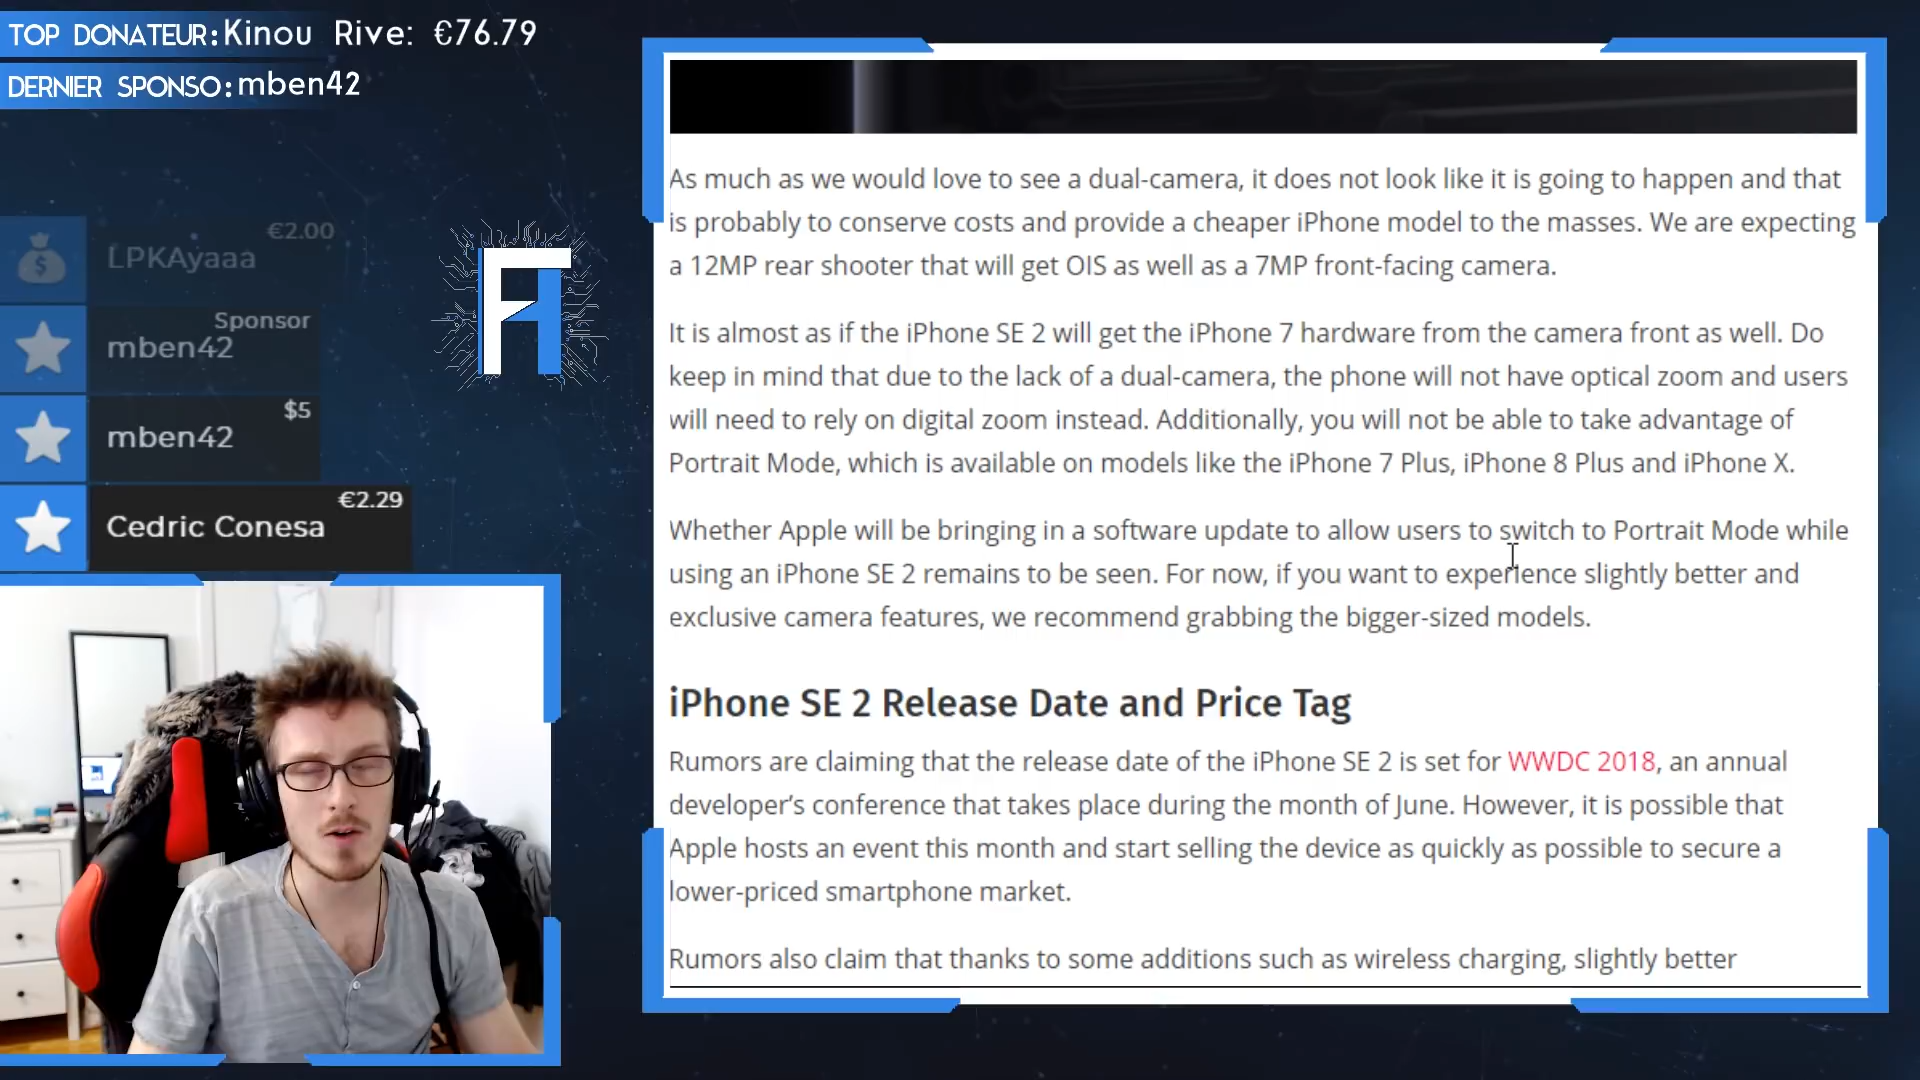 TOP DONATEUR: Kinou Rive: €76.79
DERNIER SPONSO: mben42
€2.00
LPKAyaaa
Sponsor
mben42
$5
mben42
€2.29
Cedric Conesa
As much as we would love to see a dual-camera, it does not look like it is going to happen and that
is probably to conserve costs and provide a cheaper iPhone model to the masses. We are expecting
a 12MP rear shooter that will get OIS as well as a 7MP front-facing camera.
It is almost as if the iPhone SE 2 will get the iPhone 7 hardware from the camera front as well. Do
keep in mind that due to the lack of a dual-camera, the phone will not have optical zoom and users
will need to rely on digital zoom instead. Additionally, you will not be able to take advantage of
Portrait Mode, which is available on models like the iPhone 7 Plus, iPhone 8 Plus and iPhone X.
Whether Apple will be bringing in a software update to allow users to switch to Portrait Mode while
using an iPhone SE 2 remains to be seen. For now, if you want to experience slightly better and
exclusive camera features, we recommend grabbing the bigger-sized models.
iPhone SE 2 Release Date and Price Tag
Rumors are claiming that the release date of the iPhone SE 2 is set for WWDC 2018, an annual
developer’s conference that takes place during the month of June. However, it is possible that
Apple hosts an event this month and start selling the device as quickly as possible to secure a
lower-priced smartphone market.
Rumors also claim that thanks to some additions such as wireless charging, slightly better